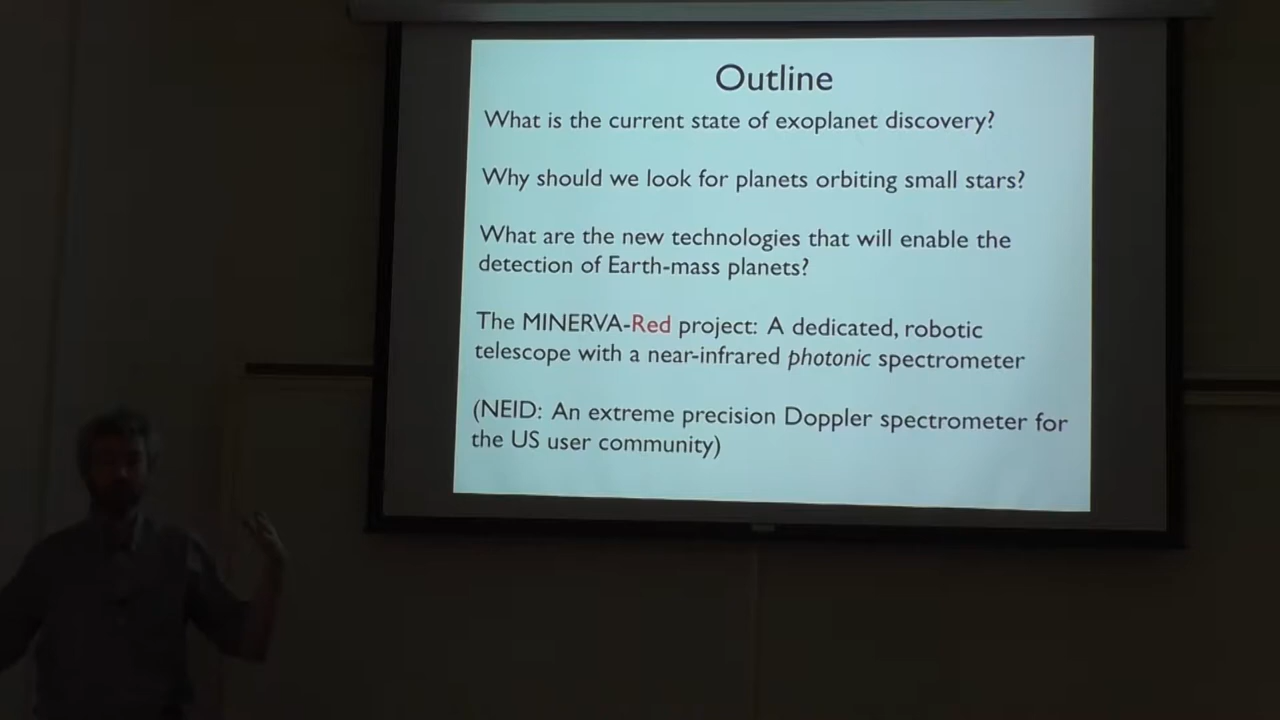 Outline
What is the current state of exoplanet discovery?
Why should we look for planets orbiting small stars?
What are the new technologies that will enable the
detection of Earth-mass planets?
The MINERVA-Red project: A dedicated, robotic
telescope with a near-infrared photonic spectrometer
(NEID: An extreme precision Doppler spectrometer for
the US user community)